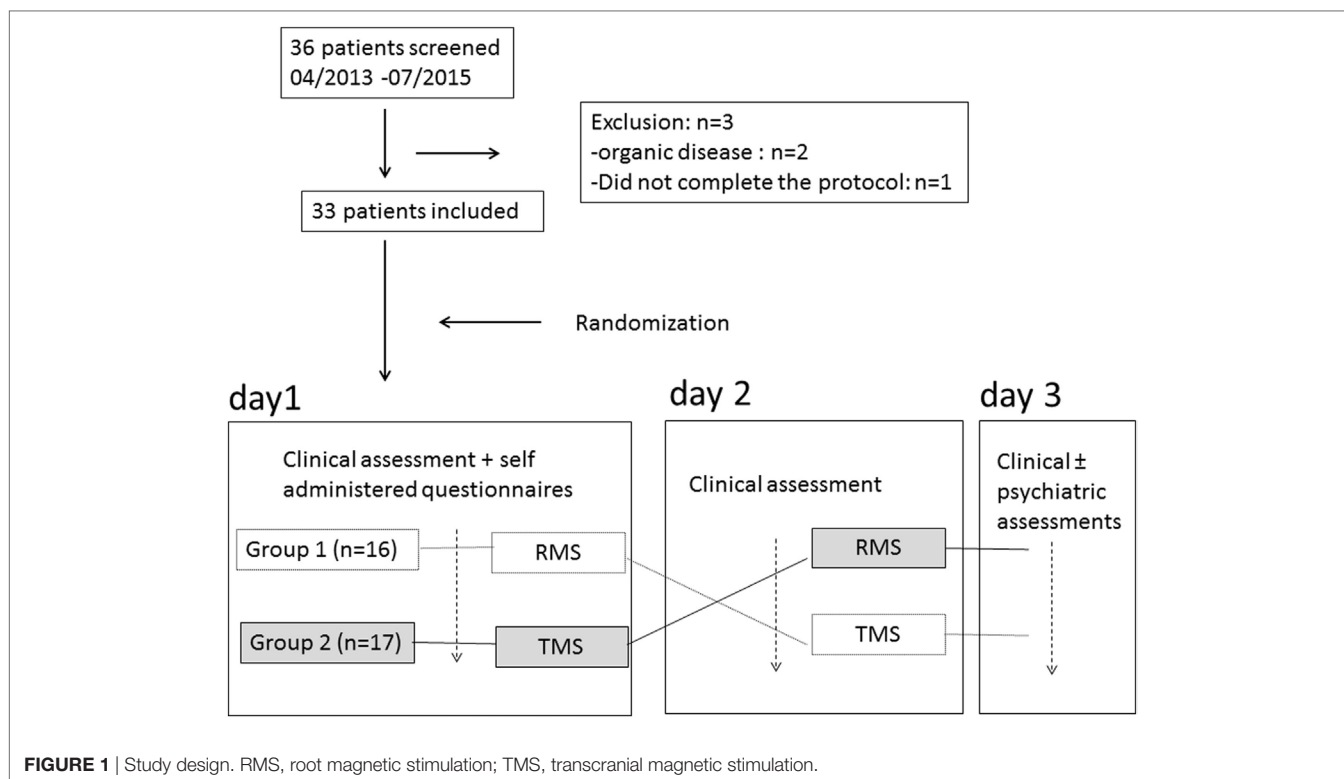 36 patients screened
04/2013 -07/2015
Exclusion: n=3
-organic disease : n=2
-Did not complete the protocol: n=1
33 patients included
Randomization
day1
day 2
day 3
Clinical assessment + self
administered questionnaires
Clinical assessment
Clinical ±
psychiatric
assessments
Group 1 (n=16)
RMS
RMS
Group 2 (n=17)
TMS
TMS
FIGURE 1 | Study design. RMS, root magnetic stimulation; TMS, transcranial magnetic stimulation.